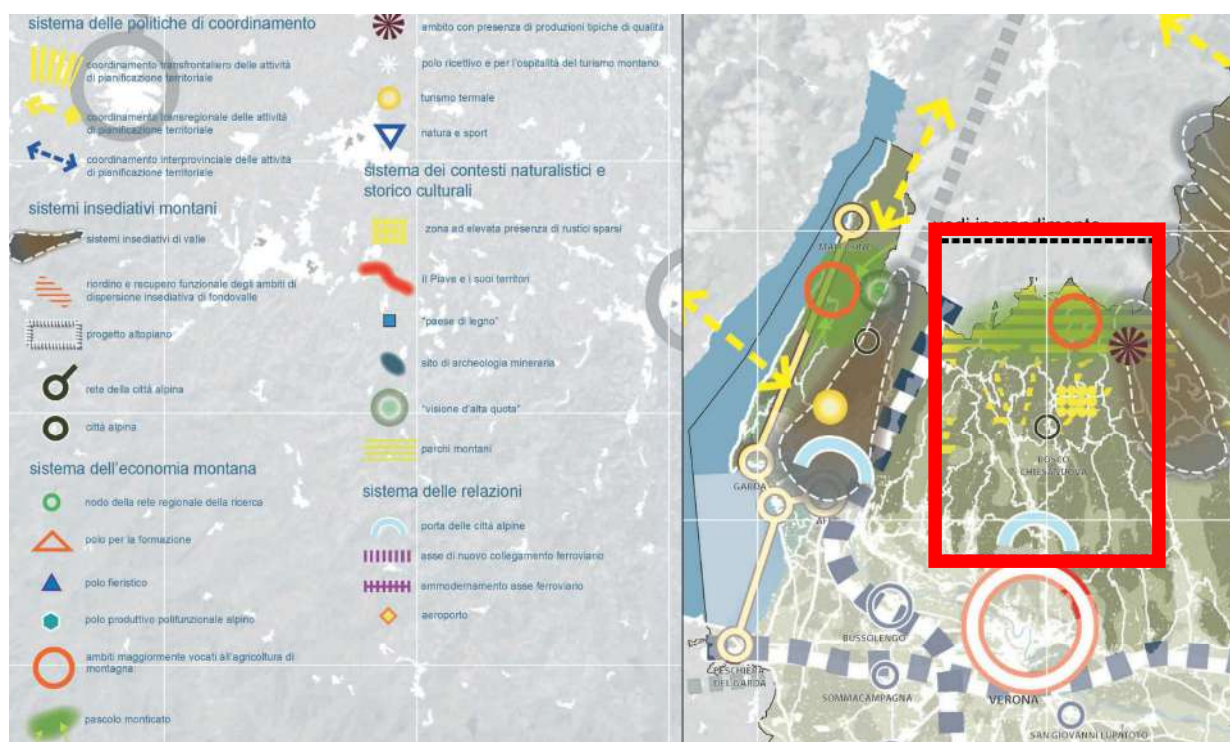 sistema delle politiche di coordinamento
coordinamento transfrontaliero delle attività
di pianificazione territoriale
coordinamento transregionale delle attività
di pianificazione territoriale
coordinamento interprovinciale delle attività
di pianificazione territoriale
sistemi insediativi montani
sistemi insediativi di valle
riordino e recupero funzionale degli ambiti di
dispersione insediativa di fondovalle
progetto altopiano
rete della città alpina
città alpina
sistema dell'economia montana
nodo della rete regionale della ricerca
polo per la formazione
polo fieristico
polo produttivo polifunzionale alpino
ambiti maggiormente vocati all'agricoltura di
montagna
pascolo monticato
ambito con presenza di produzioni tipiche di qualità
polo ricettivo e per l'ospitalità del turismo montano
turismo termale
natura e sport
sistema dei contesti naturalistici e
storico culturali
zona ad elevata presenza di rustici sparsi
il Piave e i suoi territori
"paese di legno"
sito di archeologia mineraria
"visione d'alta quota"
parchi montani
sistema delle relazioni
porta delle città alpine
asse di nuovo collegamento ferroviario
ammodernamento asse ferroviario
aeroporto
BOSCO
CHIESANUOVA
GARDA
BUSSOLENGO
PESCHIERA
DEL GARDA
SOMMACAMPAGNA
VERONA
SAN GIOVANNI LUPATOTO